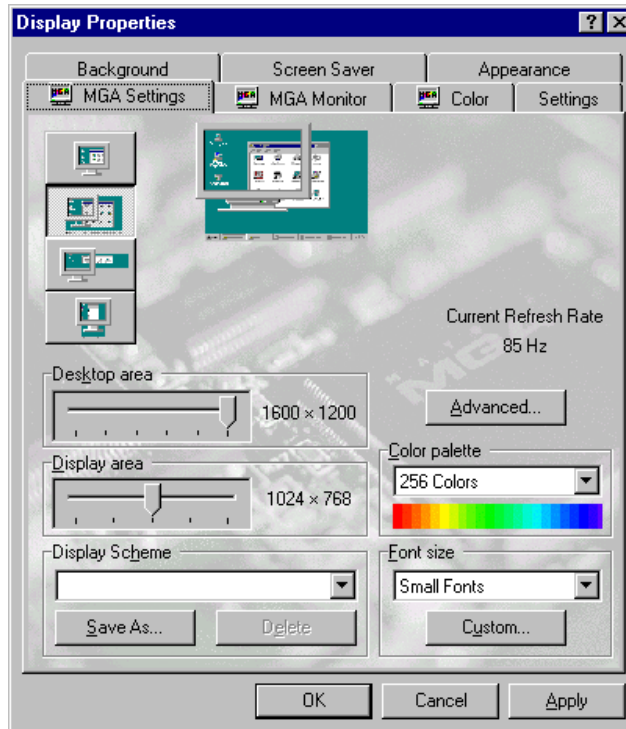 Display Properties
Background Screen Saver Appearance
MGA Settings MGA Monitor Color Settings
Current Refresh Rate
85 Hz
Desktop area
1600 × 1200
Advanced...
Display area
1024 × 768
Color palette
256 Colors
Display Scheme
Font size
Small Fonts
Save As...
Delete
Custom...
OK
Cancel
Apply